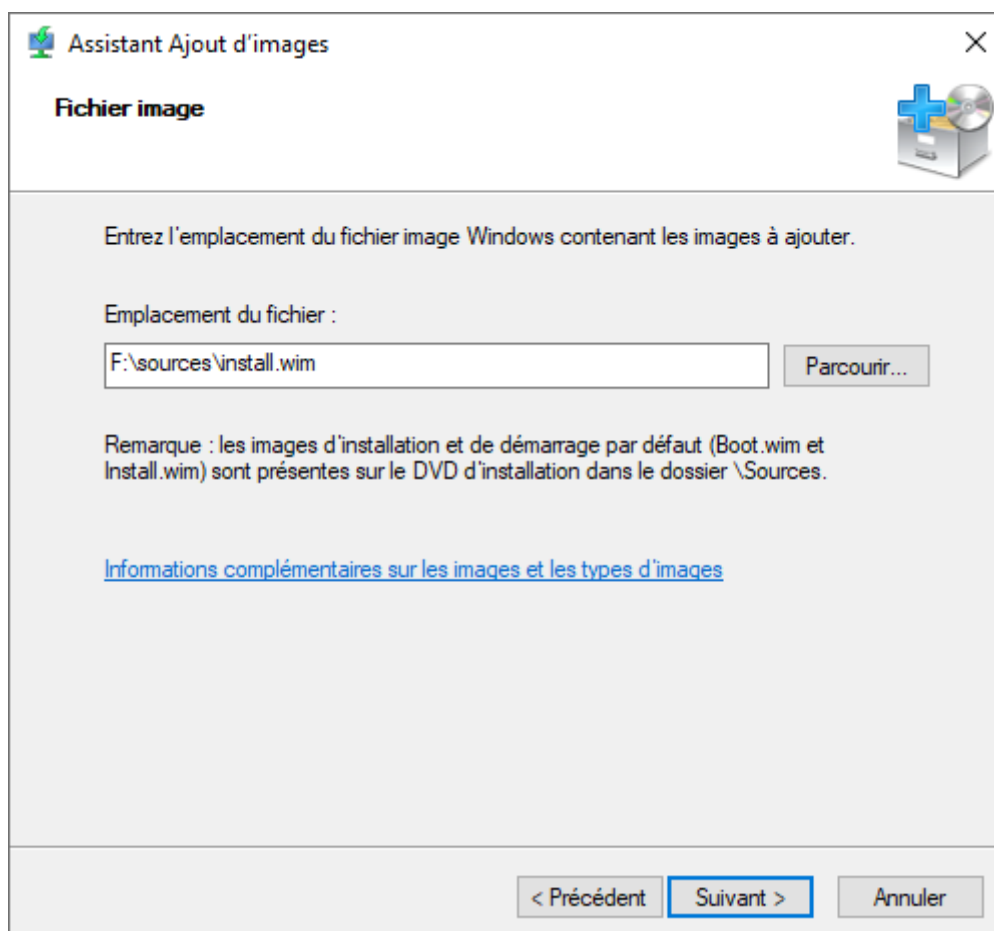 Assistant Ajout d'images
Fichier image
Entrez l'emplacement du fichier image Windows contenant les images à ajouter.
Emplacement du fichier :
F:\sources\install.wim
Parcourir...
Remarque : les images d'installation et de démarrage par défaut (Boot.wim et
Install.wim) sont présentes sur le DVD d'installation dans le dossier \Sources.
Informations complémentaires sur les images et les types d'images
< Précédent
Suivant >
Annuler